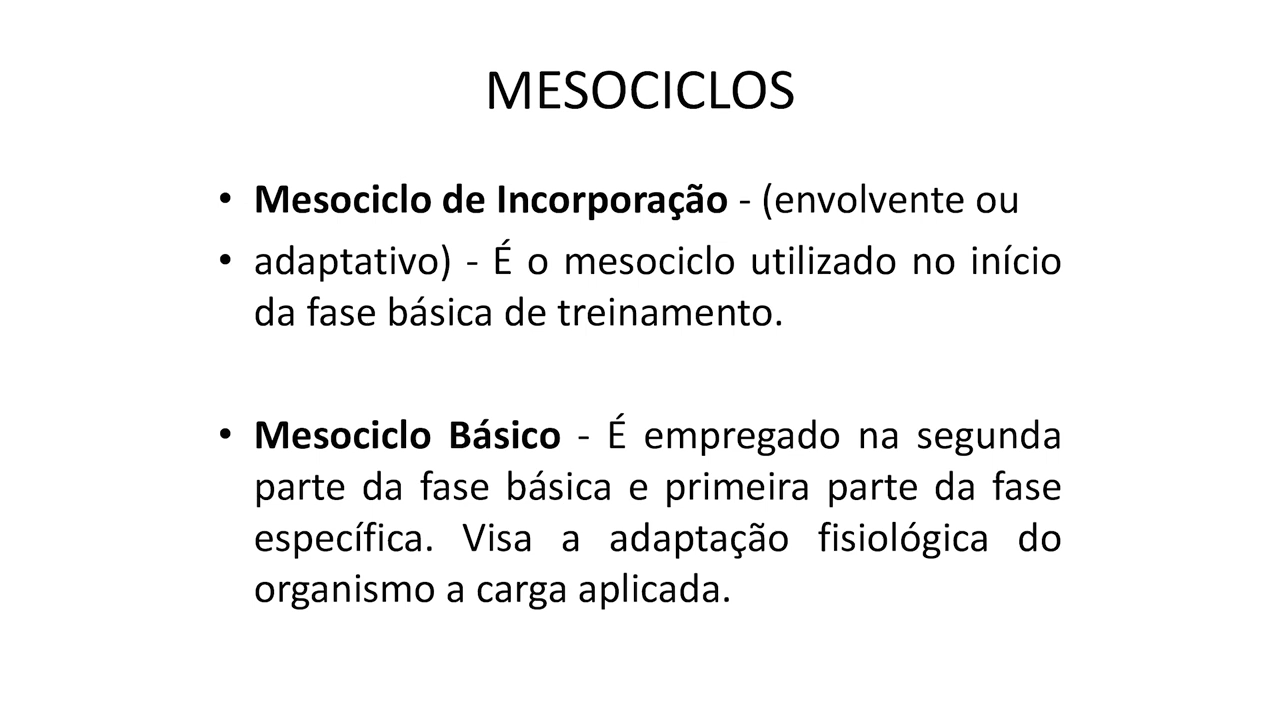 MESOCICLOS
• Mesociclo de Incorporação - (envolvente ou
• adaptativo) - É o mesociclo utilizado no início
da fase básica de treinamento.
• Mesociclo Básico - É empregado na segunda
parte da fase básica e primeira parte da fase
específica. Visa a adaptação fisiológica do
organismo a carga aplicada.